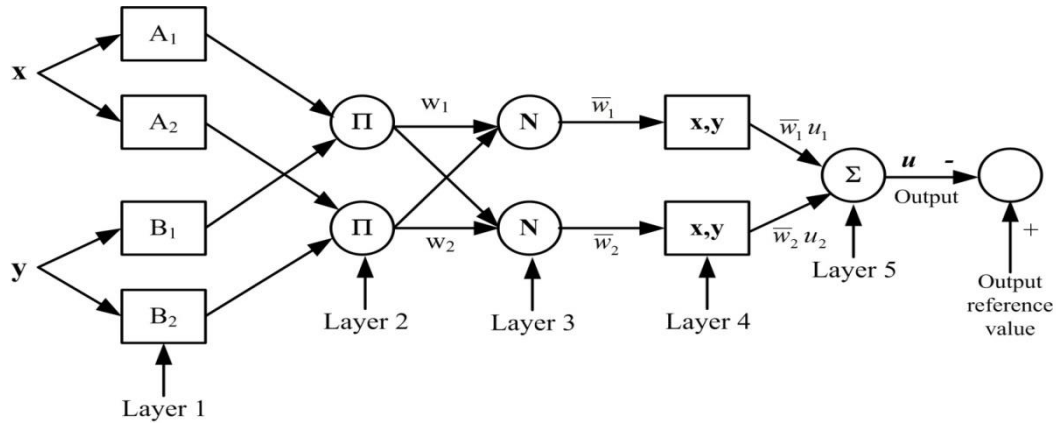 x
A₁
A₂
y
B₁
B₂
Layer 1
Π
Π
Layer 2
w₁
w₂
N
N
Layer 3
w̅₁
w̅₂
x,y
x,y
Layer 4
w̅₁ u₁
w̅₂ u₂
Σ
Layer 5
u -
Output
+
Output
reference
value